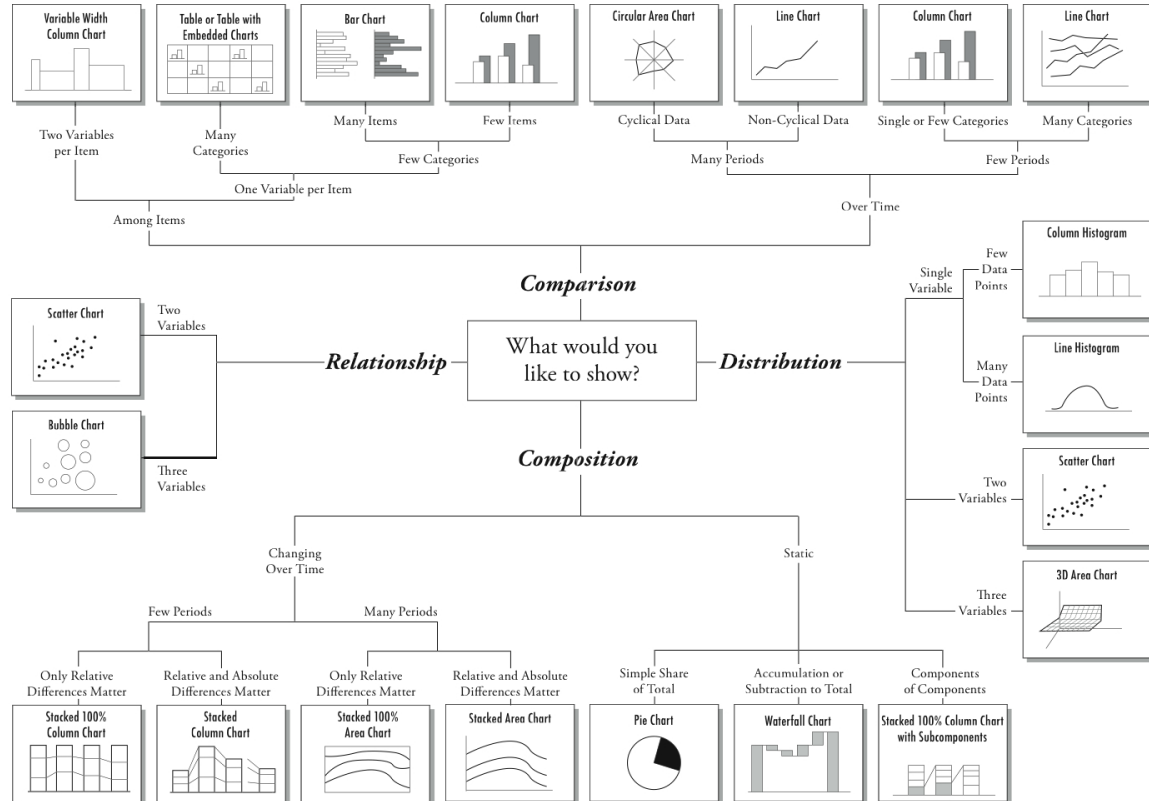 Variable Width
Column Chart
Table or Table with
Embedded Charts
Bar Chart
Column Chart
Circular Area Chart
Line Chart
Column Chart
Line Chart
Two Variables
per Item
Many
Categories
Many Items
Few Items
Cyclical Data
Non-Cyclical Data
Single or Few Categories
Many Categories
Few Categories
Many Periods
Few Periods
One Variable per Item
Among Items
Over Time
Comparison
What would you
like to show?
Relationship
Two
Variables
Scatter Chart
Three
Variables
Bubble Chart
Distribution
Single
Variable
Few
Data
Points
Column Histogram
Many
Data
Points
Line Histogram
Two
Variables
Scatter Chart
Three
Variables
3D Area Chart
Composition
Changing
Over Time
Static
Few Periods
Many Periods
Only Relative
Differences Matter
Relative and Absolute
Differences Matter
Only Relative
Differences Matter
Relative and Absolute
Differences Matter
Simple Share
of Total
Accumulation or
Subtraction to Total
Components
of Components
Stacked 100%
Column Chart
Stacked
Column Chart
Stacked 100%
Area Chart
Stacked Area Chart
Pie Chart
Waterfall Chart
Stacked 100% Column Chart
with Subcomponents